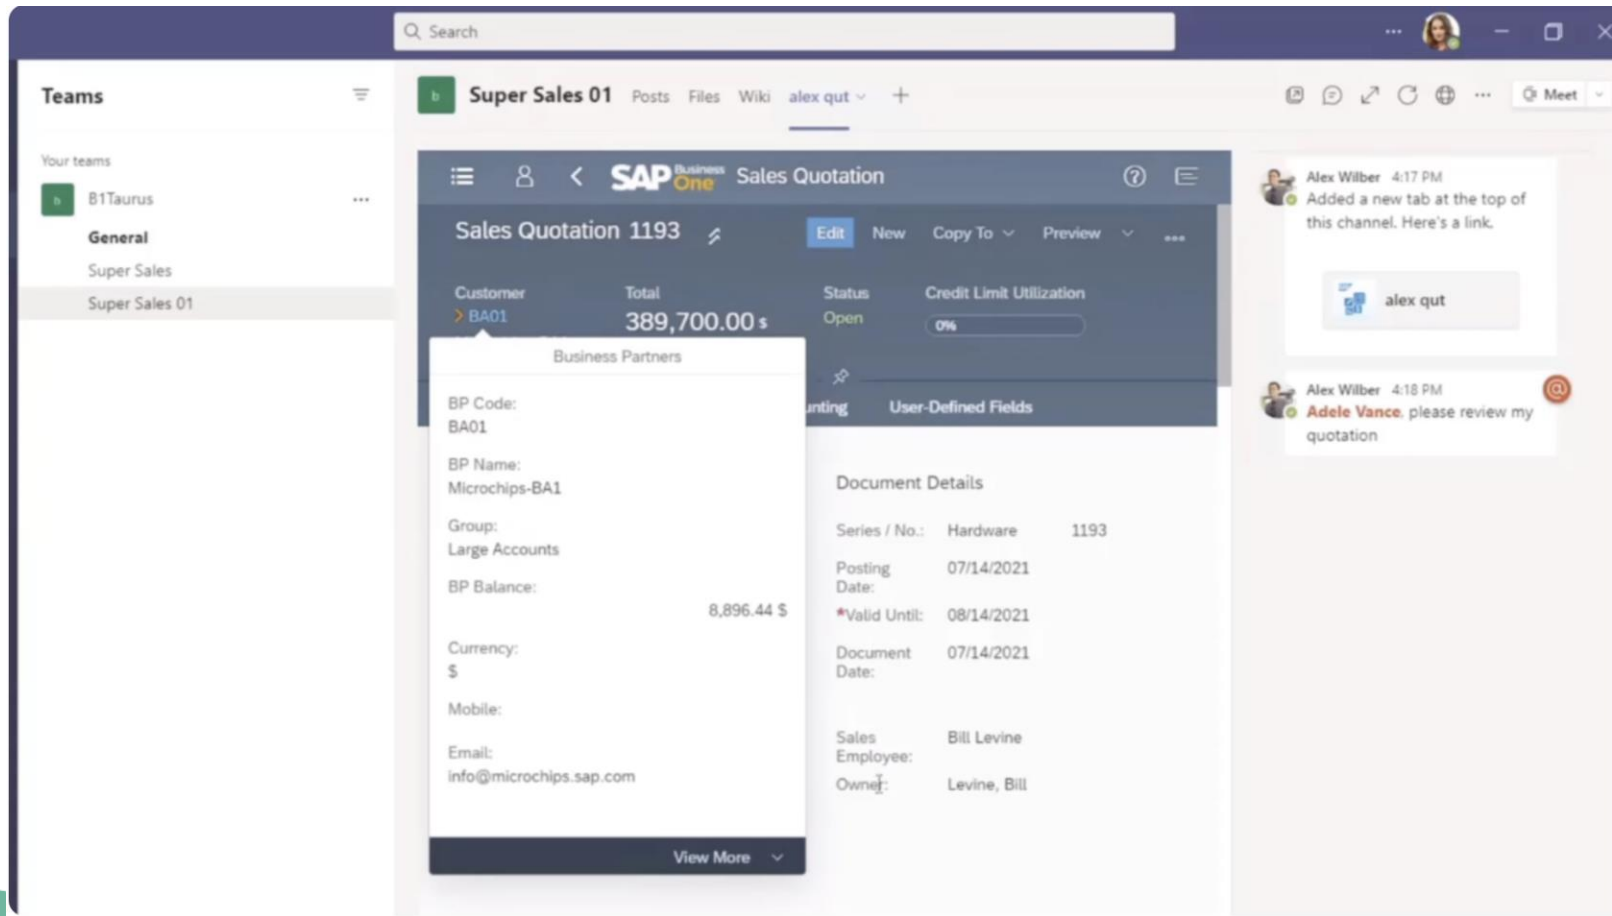 Search
Teams
Your teams
b B1Taurus
General
Super Sales
Super Sales 01
b Super Sales 01 Posts Files Wiki alex qut
Meet
SAP Business One Sales Quotation
Sales Quotation 1193
Edit New Copy To Preview
Customer Total Status Credit Limit Utilization
BA01 389,700.00 $ Open 0%
unting User-Defined Fields
Business Partners
BP Code:
BA01
BP Name:
Microchips-BA1
Group:
Large Accounts
BP Balance:
8,896.44 $
Currency:
$
Mobile:
Email:
info@microchips.sap.com
View More
Document Details
Series / No.: Hardware 1193
Posting Date: 07/14/2021
*Valid Until: 08/14/2021
Document Date: 07/14/2021
Sales Employee: Bill Levine
Owner: Levine, Bill
Alex Wilber 4:17 PM
Added a new tab at the top of
this channel. Here's a link.
alex qut
Alex Wilber 4:18 PM
Adele Vance, please review my
quotation